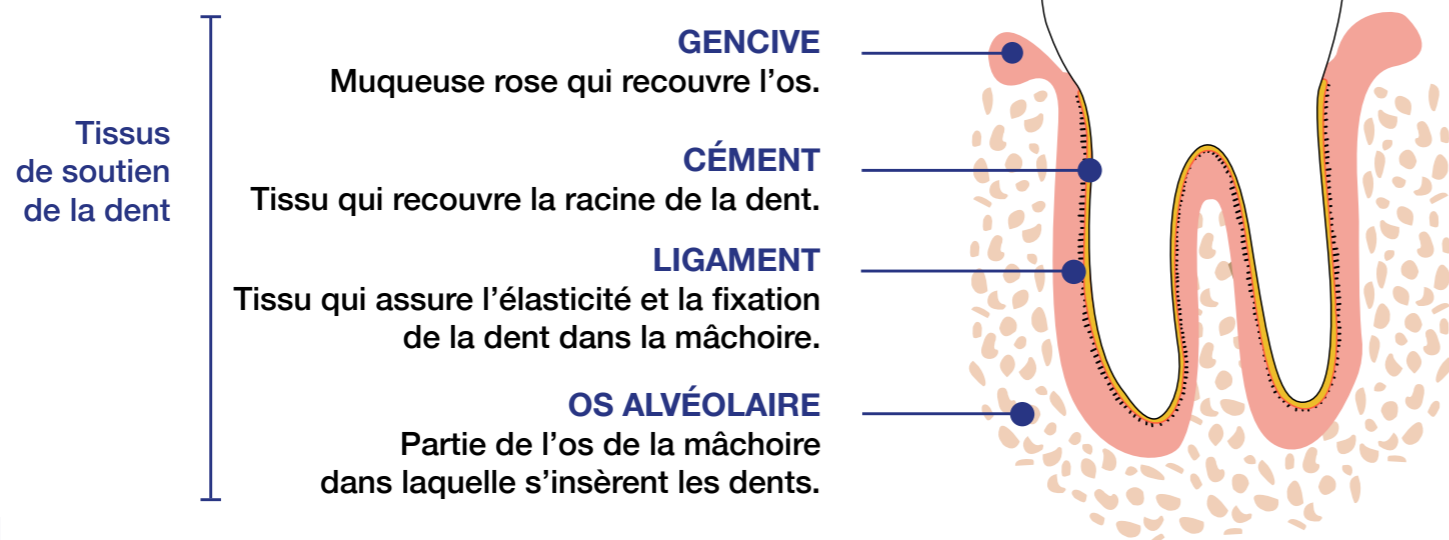 Tissus
de soutien
de la dent
GENCIVE
Muqueuse rose qui recouvre l’os.
CÉMENT
Tissu qui recouvre la racine de la dent.
LIGAMENT
Tissu qui assure l’élasticité et la fixation
de la dent dans la mâchoire.
OS ALVÉOLAIRE
Partie de l’os de la mâchoire
dans laquelle s’insèrent les dents.